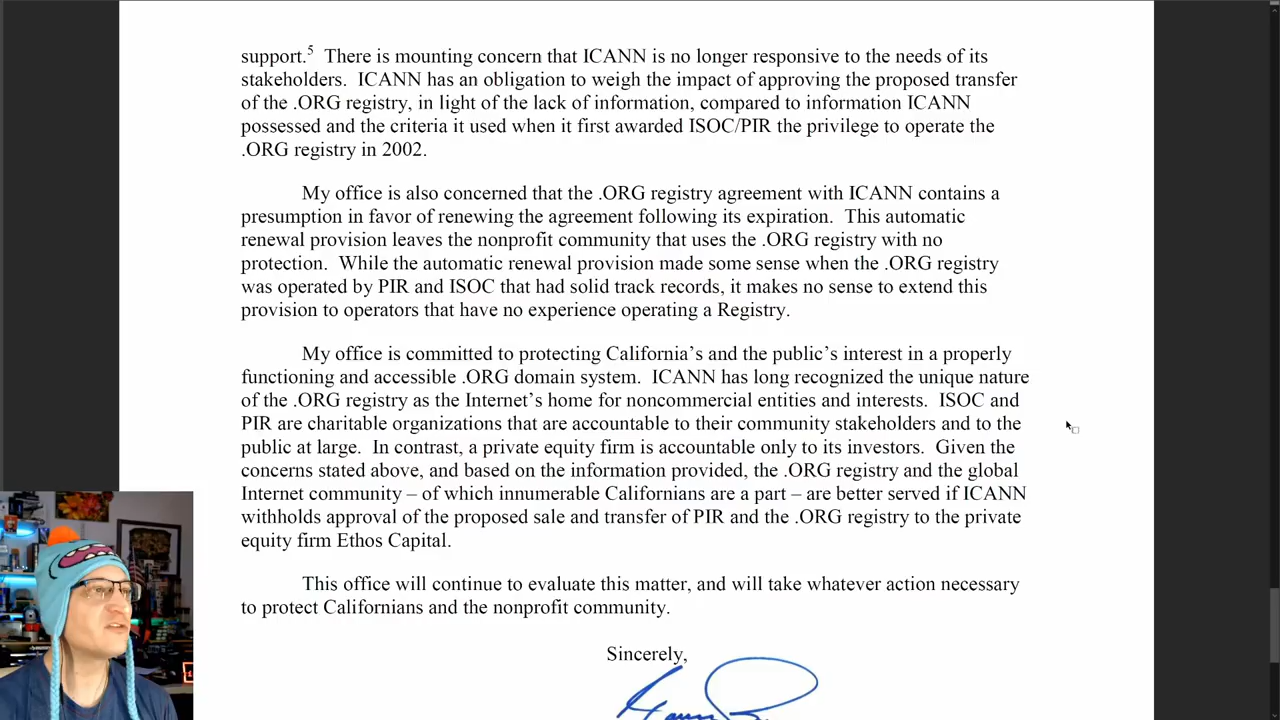 support.5 There is mounting concern that ICANN is no longer responsive to the needs of its
stakeholders. ICANN has an obligation to weigh the impact of approving the proposed transfer
of the .ORG registry, in light of the lack of information, compared to information ICANN
possessed and the criteria it used when it first awarded ISOC/PIR the privilege to operate the
.ORG registry in 2002.
My office is also concerned that the .ORG registry agreement with ICANN contains a
presumption in favor of renewing the agreement following its expiration. This automatic
renewal provision leaves the nonprofit community that uses the .ORG registry with no
protection. While the automatic renewal provision made some sense when the .ORG registry
was operated by PIR and ISOC that had solid track records, it makes no sense to extend this
provision to operators that have no experience operating a Registry.
My office is committed to protecting California’s and the public’s interest in a properly
functioning and accessible .ORG domain system. ICANN has long recognized the unique nature
of the .ORG registry as the Internet’s home for noncommercial entities and interests. ISOC and
PIR are charitable organizations that are accountable to their community stakeholders and to the
public at large. In contrast, a private equity firm is accountable only to its investors. Given the
concerns stated above, and based on the information provided, the .ORG registry and the global
Internet community – of which innumerable Californians are a part – are better served if ICANN
withholds approval of the proposed sale and transfer of PIR and the .ORG registry to the private
equity firm Ethos Capital.
This office will continue to evaluate this matter, and will take whatever action necessary
to protect Californians and the nonprofit community.
Sincerely,